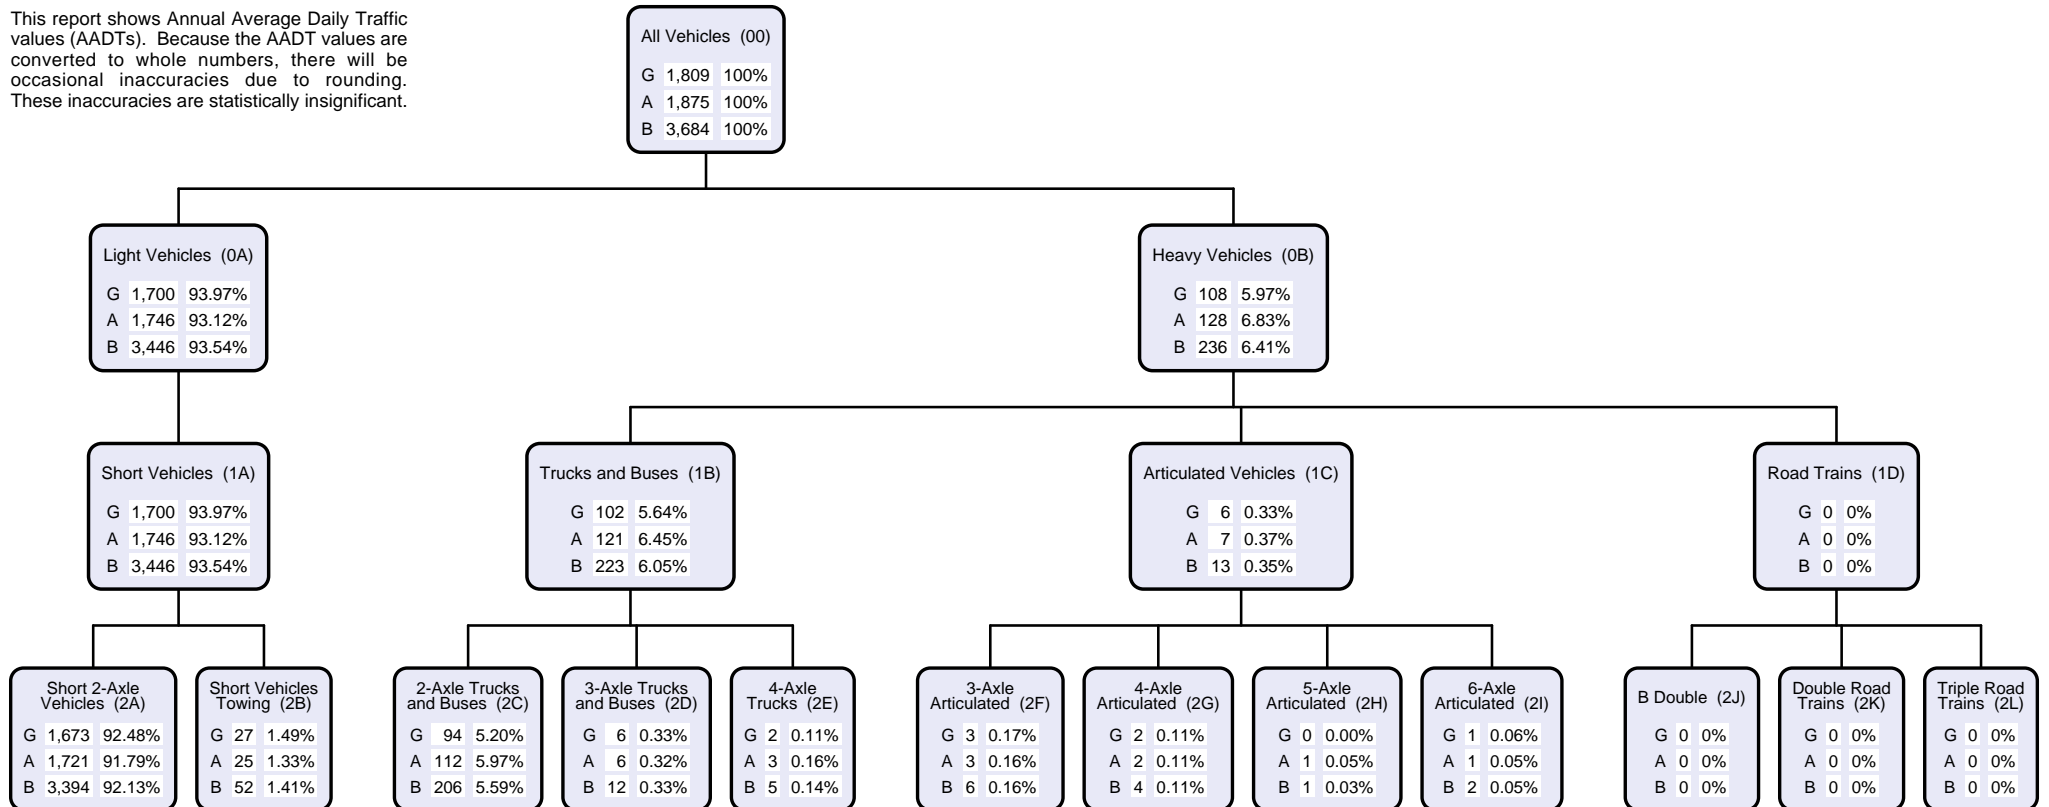 This report shows Annual Average Daily Traffic
values (AADTs). Because the AADT values are
converted to whole numbers, there will be
occasional inaccuracies due to rounding.
These inaccuracies are statistically insignificant.
All Vehicles (00)
G 1,809 100%
A 1,875 100%
B 3,684 100%
Light Vehicles (0A)
G 1,700 93.97%
A 1,746 93.12%
B 3,446 93.54%
Heavy Vehicles (0B)
G 108 5.97%
A 128 6.83%
B 236 6.41%
Short Vehicles (1A)
G 1,700 93.97%
A 1,746 93.12%
B 3,446 93.54%
Trucks and Buses (1B)
G 102 5.64%
A 121 6.45%
B 223 6.05%
Articulated Vehicles (1C)
G 6 0.33%
A 7 0.37%
B 13 0.35%
Road Trains (1D)
G 0 0%
A 0 0%
B 0 0%
Short 2-Axle
Vehicles (2A)
G 1,673 92.48%
A 1,721 91.79%
B 3,394 92.13%
Short Vehicles
Towing (2B)
G 27 1.49%
A 25 1.33%
B 52 1.41%
2-Axle Trucks
and Buses (2C)
G 94 5.20%
A 112 5.97%
B 206 5.59%
3-Axle Trucks
and Buses (2D)
G 6 0.33%
A 6 0.32%
B 12 0.33%
4-Axle
Trucks (2E)
G 2 0.11%
A 3 0.16%
B 5 0.14%
3-Axle
Articulated (2F)
G 3 0.17%
A 3 0.16%
B 6 0.16%
4-Axle
Articulated (2G)
G 2 0.11%
A 2 0.11%
B 4 0.11%
5-Axle
Articulated (2H)
G 0 0.00%
A 1 0.05%
B 1 0.03%
6-Axle
Articulated (2I)
G 1 0.06%
A 1 0.05%
B 2 0.05%
B Double (2J)
G 0 0%
A 0 0%
B 0 0%
Double Road
Trains (2K)
G 0 0%
A 0 0%
B 0 0%
Triple Road
Trains (2L)
G 0 0%
A 0 0%
B 0 0%